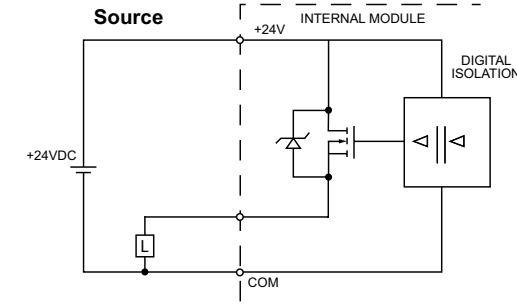 Source
INTERNAL MODULE
+24V
DIGITAL
ISOLATION
+24VDC
L
COM